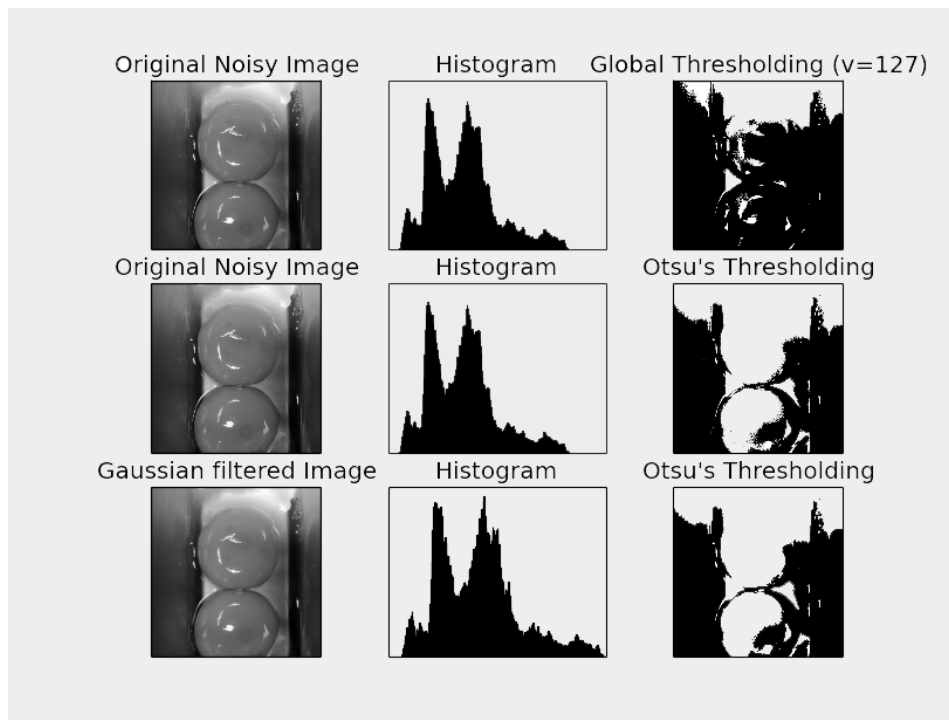 Original Noisy Image
Histogram
Global Thresholding (v=127)
Original Noisy Image
Histogram
Otsu's Thresholding
Gaussian filtered Image
Histogram
Otsu's Thresholding